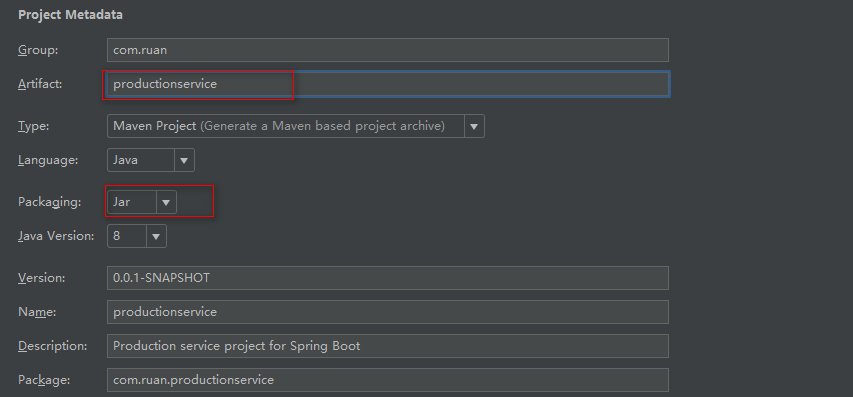 Project Metadata
Group: com.ruan
Artifact: productionservice
Type: Maven Project (Generate a Maven based project archive)
Language: Java
Packaging: Jar
Java Version: 8
Version: 0.0.1-SNAPSHOT
Name: productionservice
Description: Production service project for Spring Boot
Package: com.ruan.productionservice